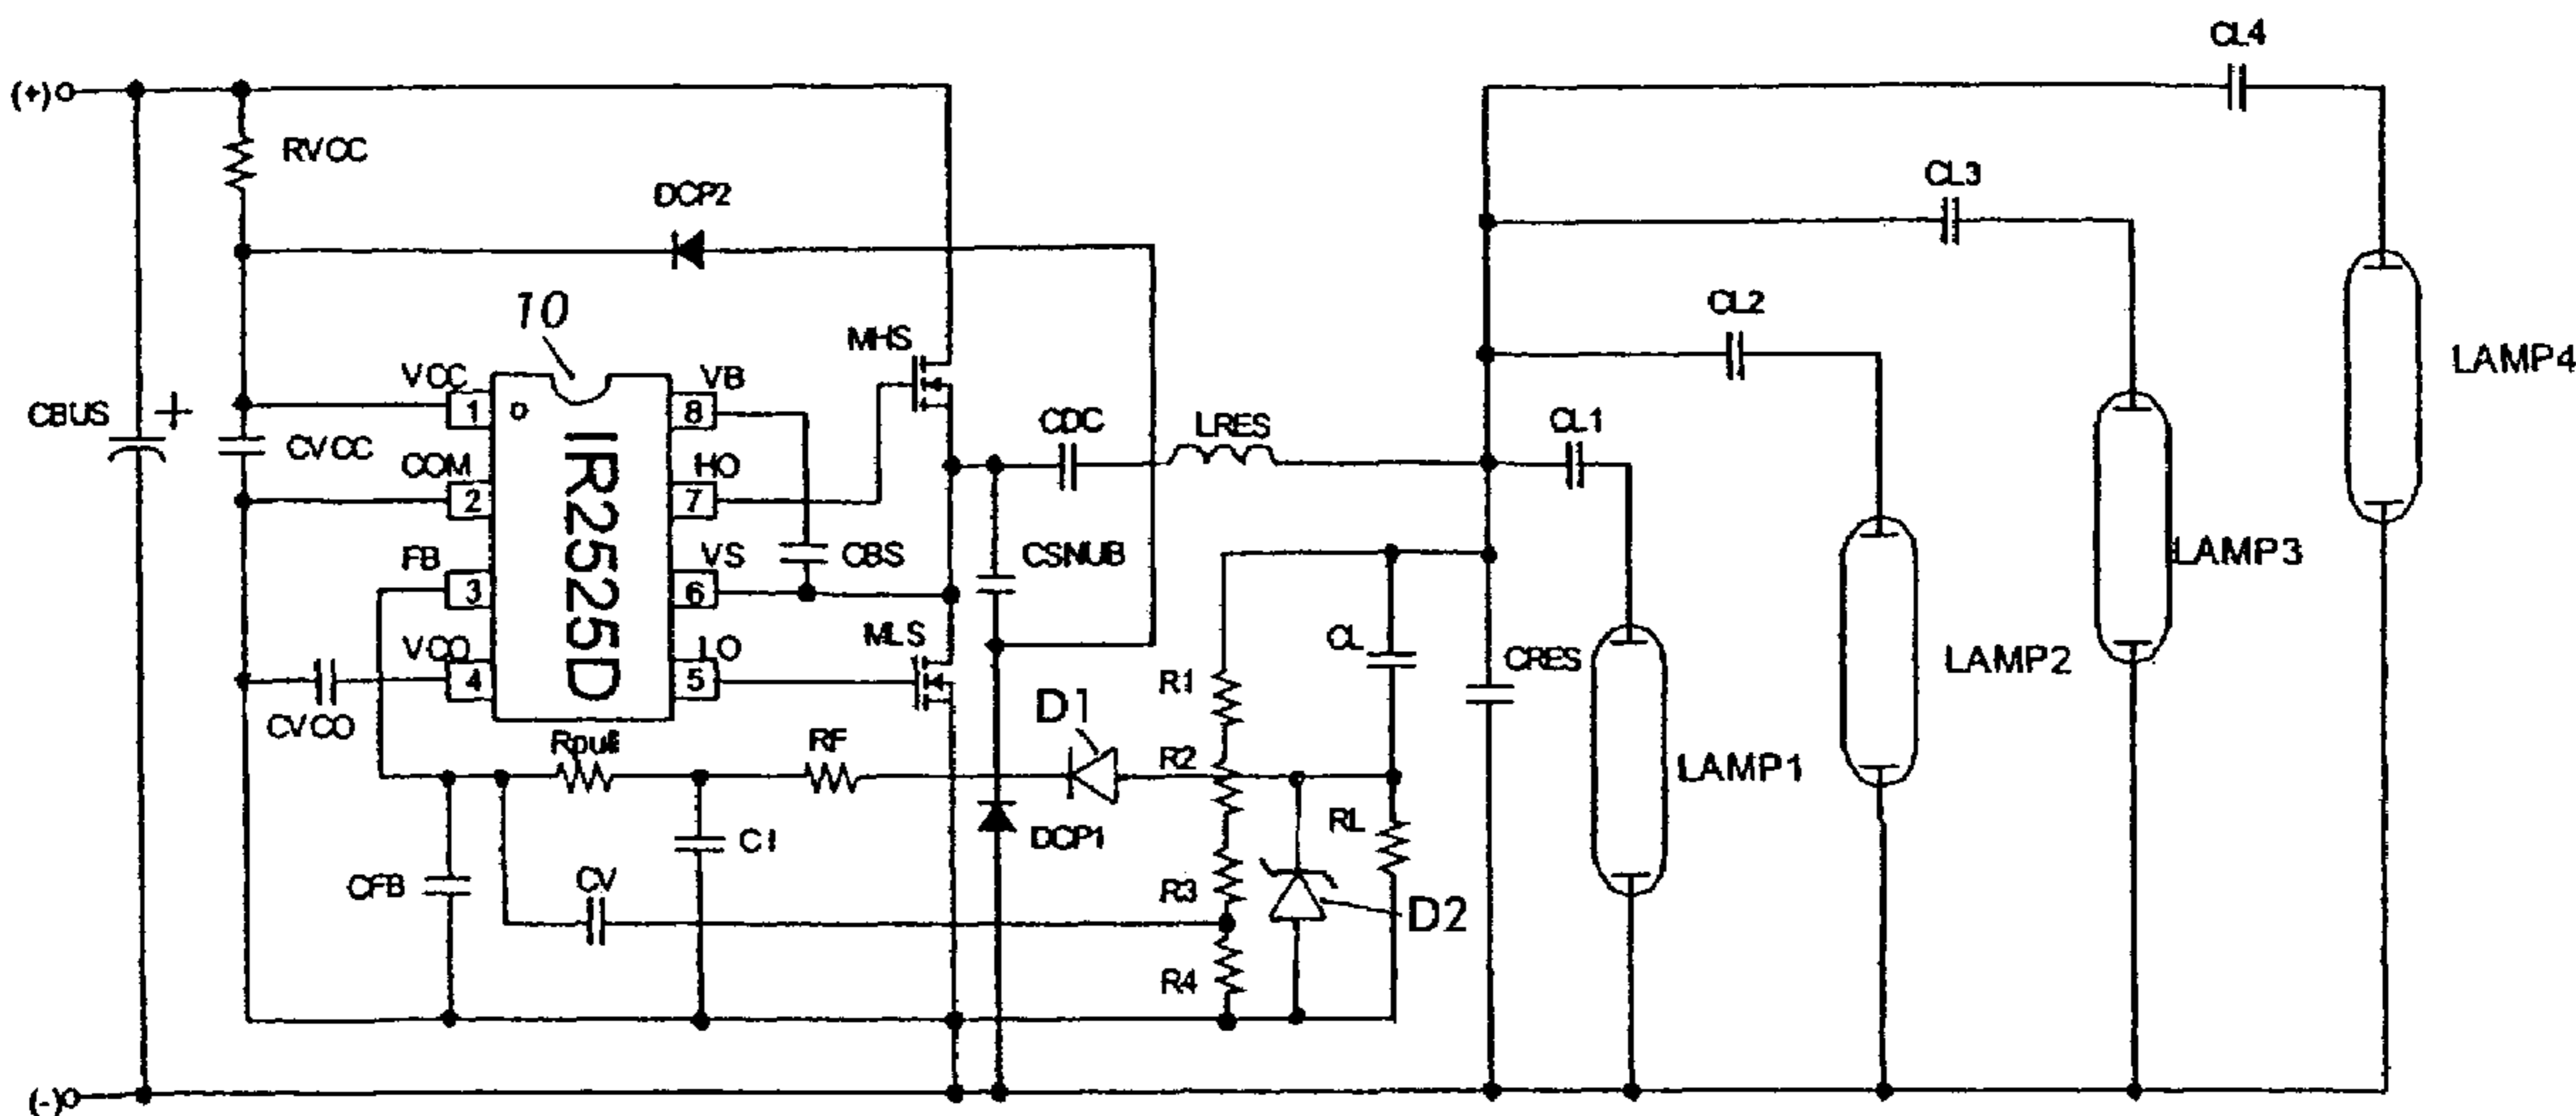 CL4
(+)
RVCC
CL3
DCP2
10
CL2
MHS
LAMP4
VCC
VB
CBUS
+
1
8
CDC
LRES
CL1
CVCC
COM
HO
2
7
IR2525D
LAMP3
FB
VS
CBS
CSNUB
3
6
MLS
CL
CRES
LAMP2
VCO
LO
4
5
R1
CVCO
D1
Rpull
RF
R2
LAMP1
C1
DCP1
RL
CFB
CV
R3
D2
R4
(-)